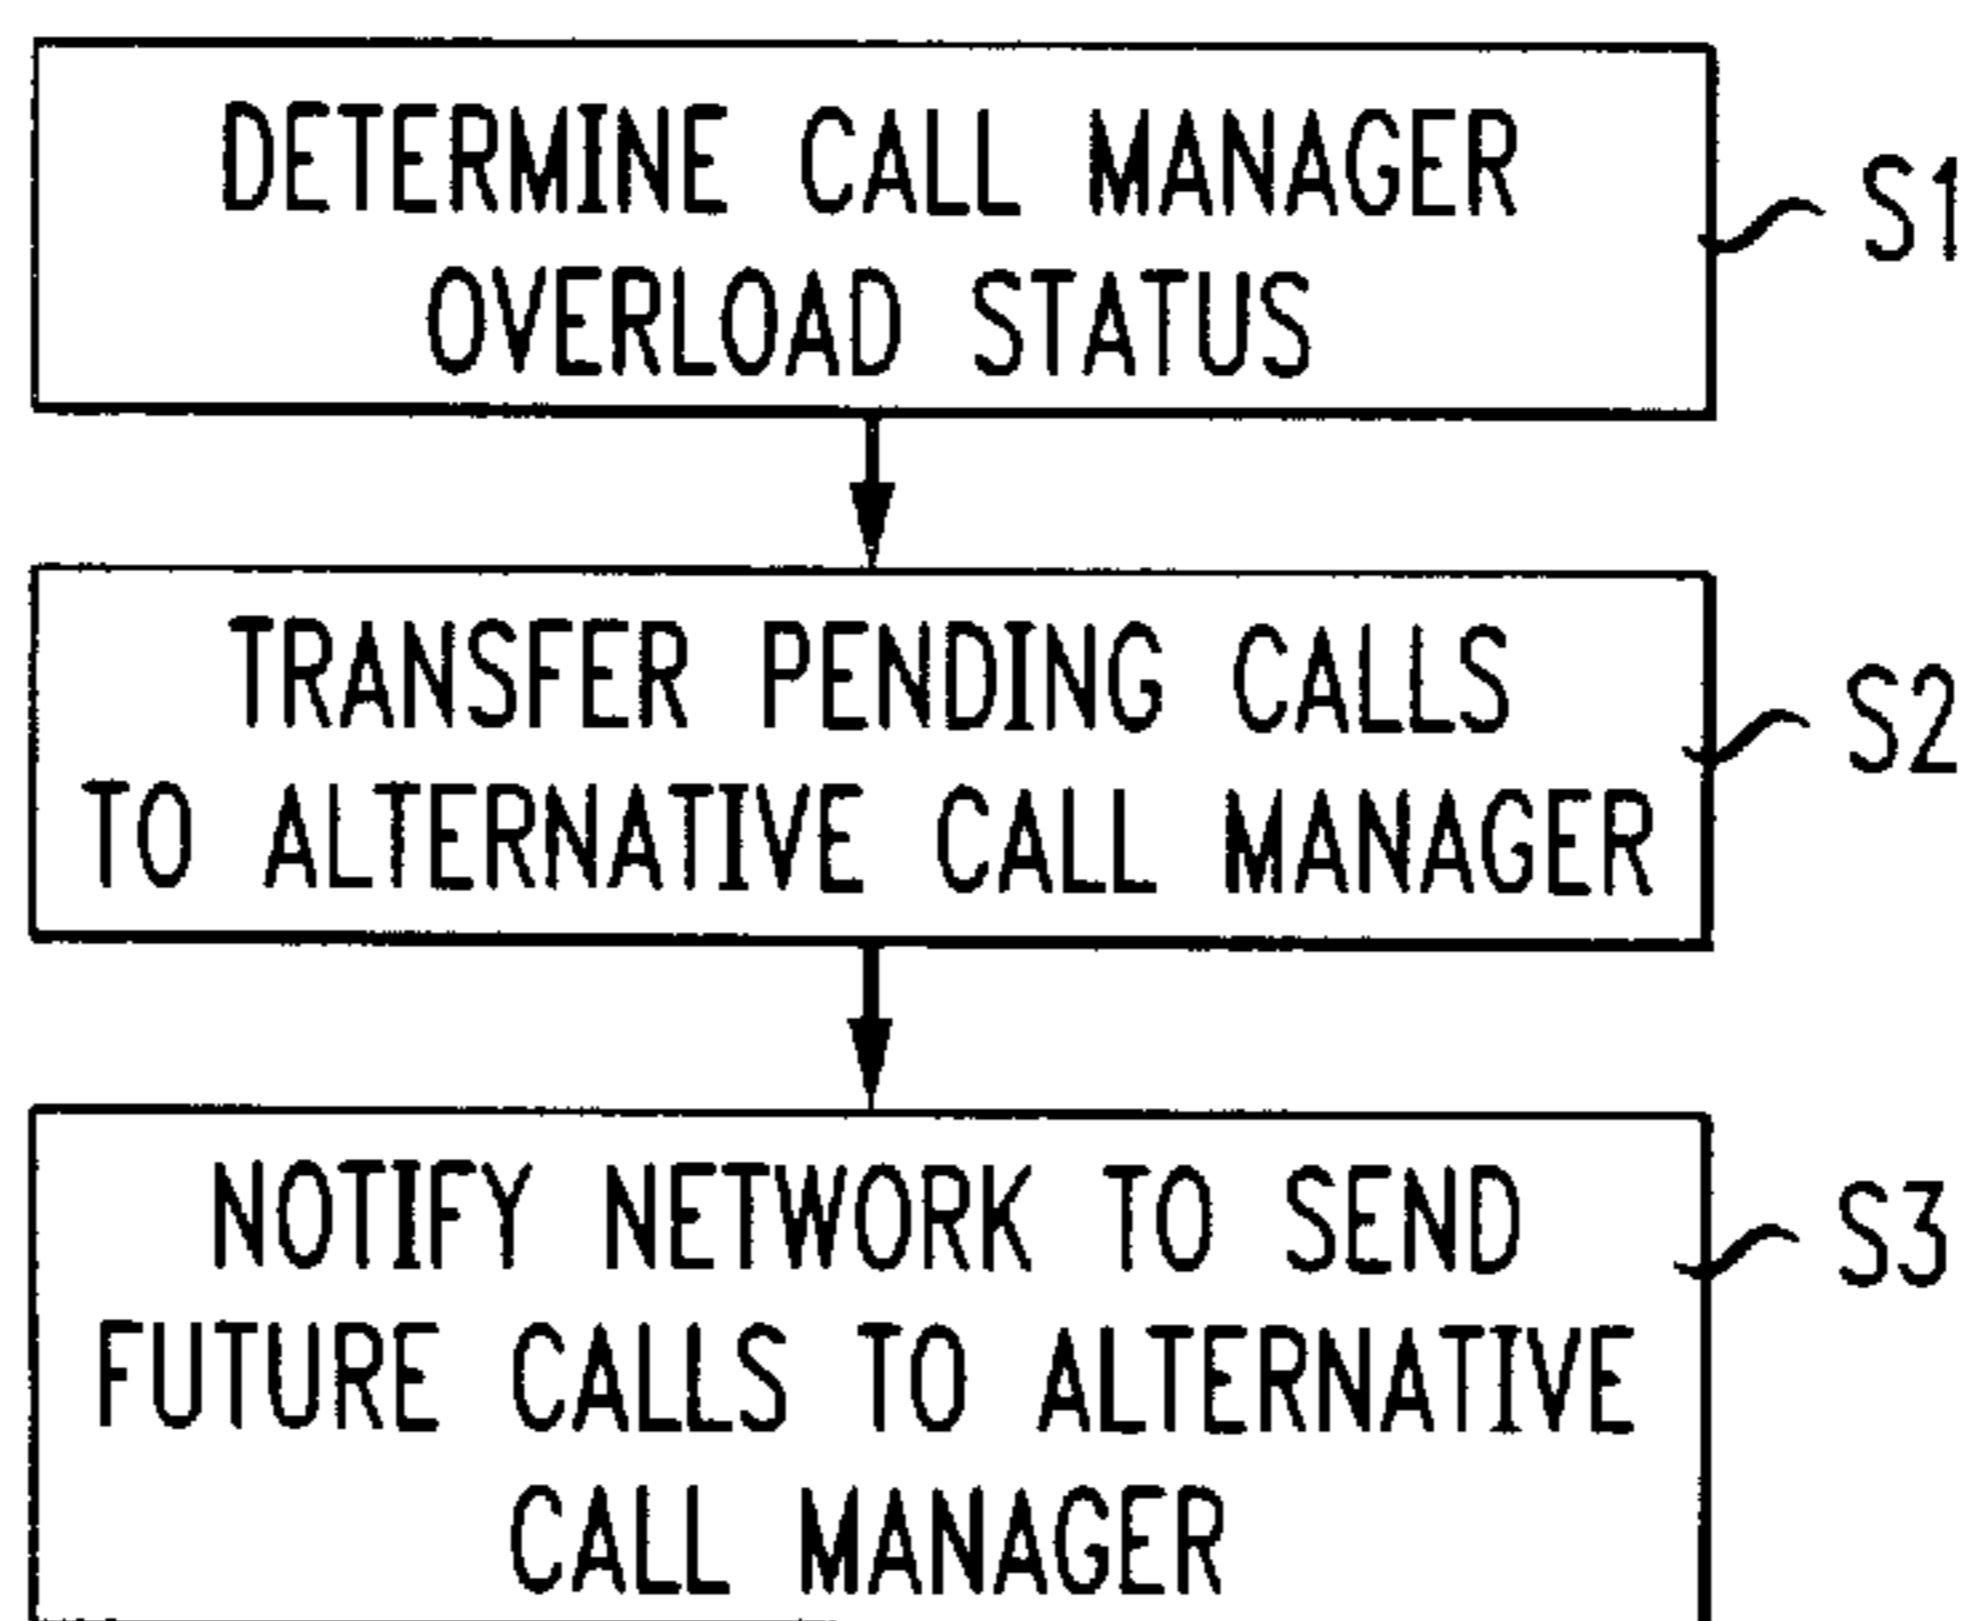 DETERMINE CALL MANAGER
OVERLOAD STATUS
S1
TRANSFER PENDING CALLS
TO ALTERNATIVE CALL MANAGER
S2
NOTIFY NETWORK TO SEND
FUTURE CALLS TO ALTERNATIVE
CALL MANAGER
S3